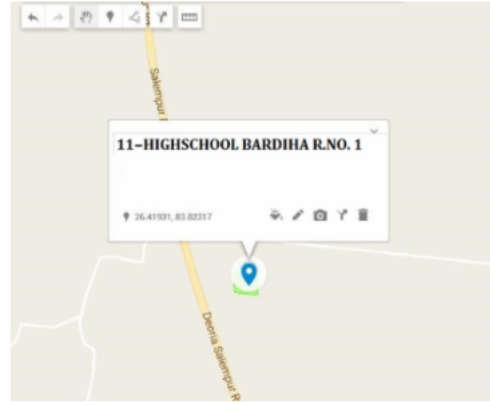 Salempur
11-HIGHSCHOOL BARDIHA R.NO. 1
26.41931, 83.82317
Deoria Salempur R